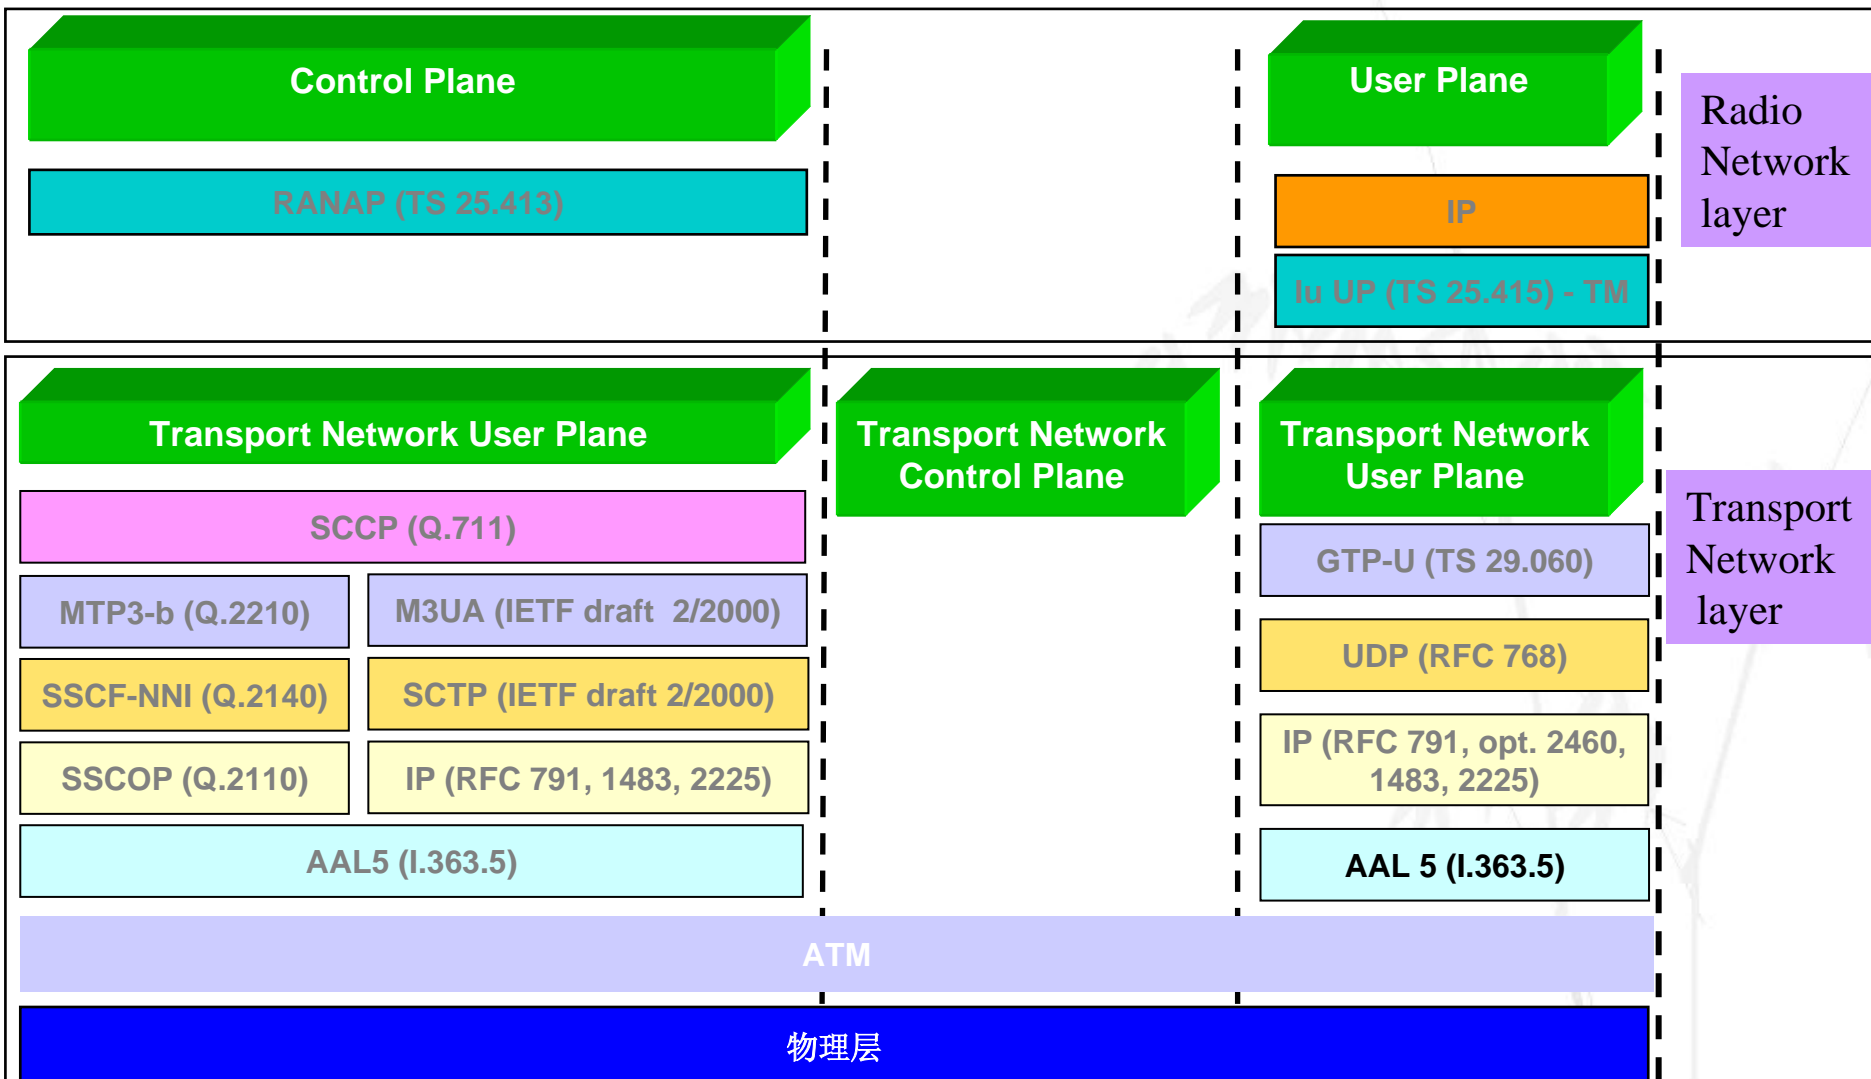 Control Plane
User Plane
Radio
Network
layer
RANAP (TS 25.413)
IP
Iu UP (TS 25.415) - TM
Transport Network User Plane
Transport Network
Control Plane
Transport Network
User Plane
Transport
Network
layer
SCCP (Q.711)
GTP-U (TS 29.060)
MTP3-b (Q.2210)
M3UA (IETF draft  2/2000)
UDP (RFC 768)
SSCF-NNI (Q.2140)
SCTP (IETF draft 2/2000)
IP (RFC 791, opt. 2460,
1483, 2225)
SSCOP (Q.2110)
IP (RFC 791, 1483, 2225)
AAL5 (I.363.5)
AAL 5 (I.363.5)
ATM
物理层